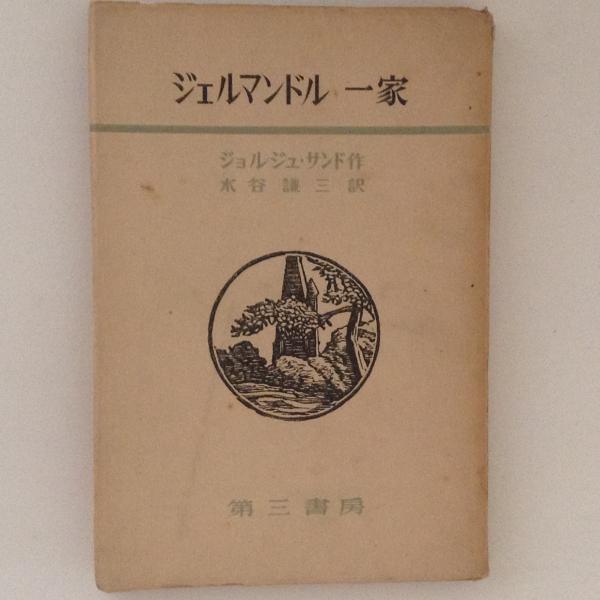 ジェルマンドル 一家
ジョルジュ・サンド作
水谷謙三訳
第三書房